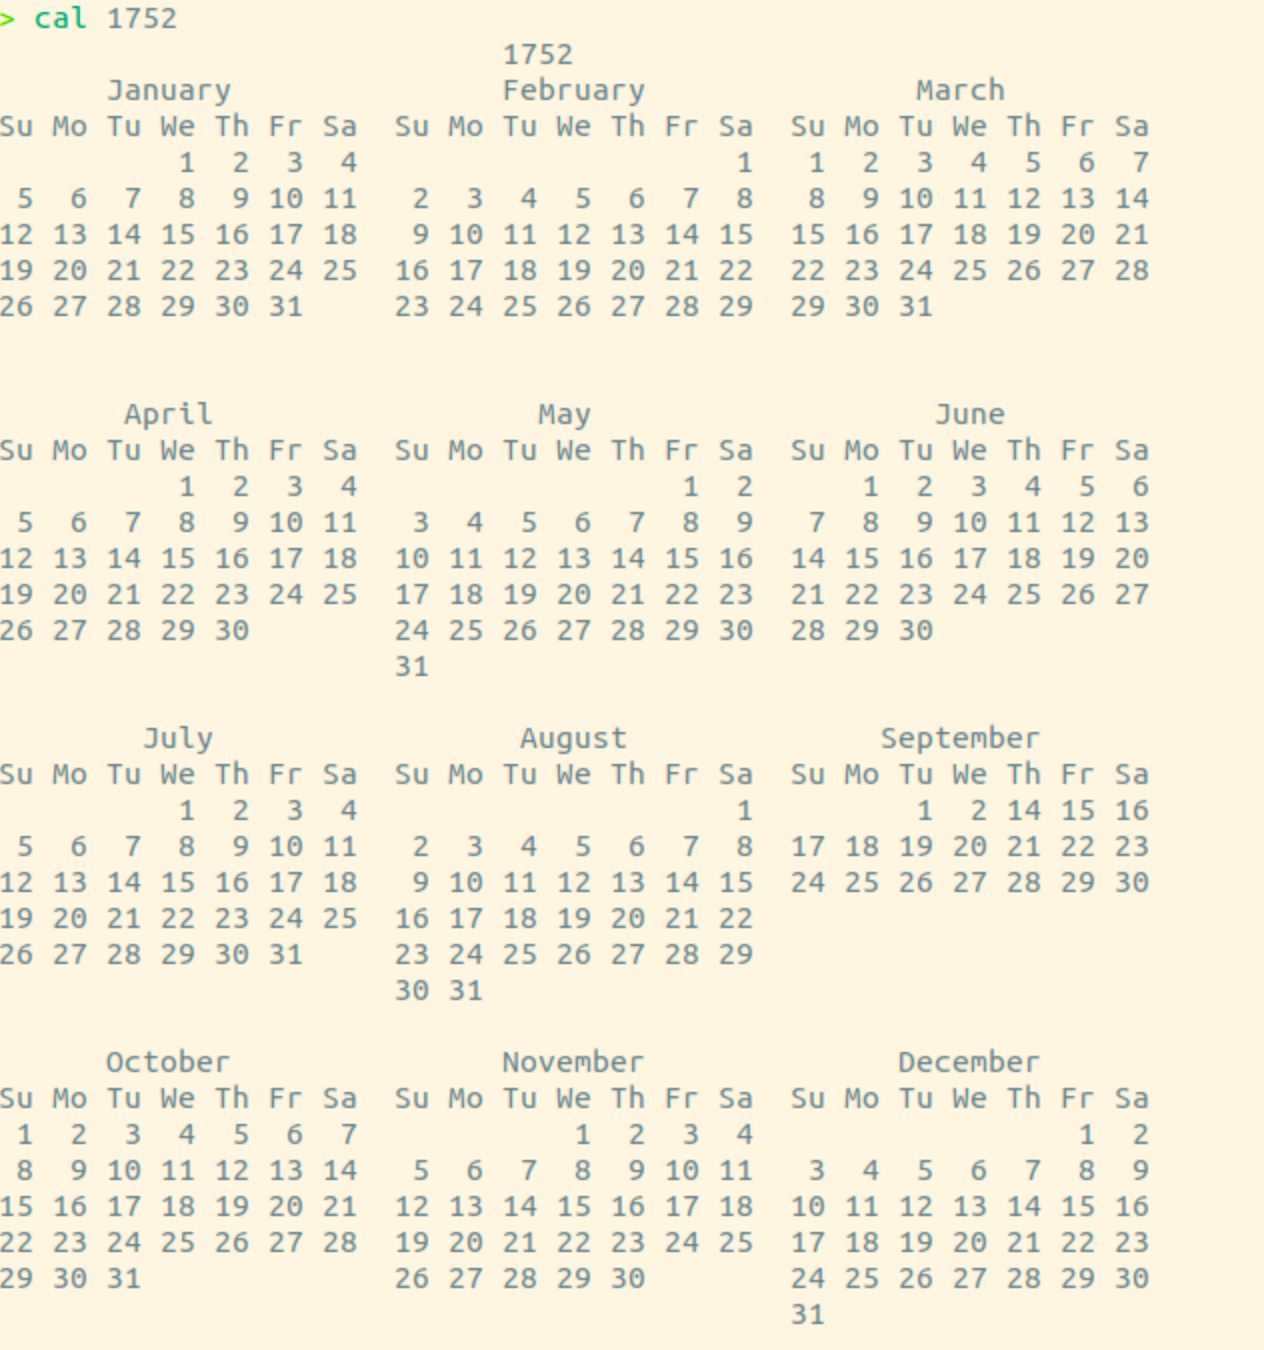 > cal 1752
                            1752
      January               February               March
Su Mo Tu We Th Fr Sa  Su Mo Tu We Th Fr Sa  Su Mo Tu We Th Fr Sa
          1  2  3  4                     1   1  2  3  4  5  6  7
 5  6  7  8  9 10 11   2  3  4  5  6  7  8   8  9 10 11 12 13 14
12 13 14 15 16 17 18   9 10 11 12 13 14 15  15 16 17 18 19 20 21
19 20 21 22 23 24 25  16 17 18 19 20 21 22  22 23 24 25 26 27 28
26 27 28 29 30 31     23 24 25 26 27 28 29  29 30 31

       April                  May                   June
Su Mo Tu We Th Fr Sa  Su Mo Tu We Th Fr Sa  Su Mo Tu We Th Fr Sa
          1  2  3  4                  1  2      1  2  3  4  5  6
 5  6  7  8  9 10 11   3  4  5  6  7  8  9   7  8  9 10 11 12 13
12 13 14 15 16 17 18  10 11 12 13 14 15 16  14 15 16 17 18 19 20
19 20 21 22 23 24 25  17 18 19 20 21 22 23  21 22 23 24 25 26 27
26 27 28 29 30        24 25 26 27 28 29 30  28 29 30
                      31

        July                 August              September
Su Mo Tu We Th Fr Sa  Su Mo Tu We Th Fr Sa  Su Mo Tu We Th Fr Sa
          1  2  3  4                     1         1  2 14 15 16
 5  6  7  8  9 10 11   2  3  4  5  6  7  8  17 18 19 20 21 22 23
12 13 14 15 16 17 18   9 10 11 12 13 14 15  24 25 26 27 28 29 30
19 20 21 22 23 24 25  16 17 18 19 20 21 22
26 27 28 29 30 31     23 24 25 26 27 28 29
                      30 31

      October               November              December
Su Mo Tu We Th Fr Sa  Su Mo Tu We Th Fr Sa  Su Mo Tu We Th Fr Sa
 1  2  3  4  5  6  7            1  2  3  4                  1  2
 8  9 10 11 12 13 14   5  6  7  8  9 10 11   3  4  5  6  7  8  9
15 16 17 18 19 20 21  12 13 14 15 16 17 18  10 11 12 13 14 15 16
22 23 24 25 26 27 28  19 20 21 22 23 24 25  17 18 19 20 21 22 23
29 30 31              26 27 28 29 30        24 25 26 27 28 29 30
                                            31